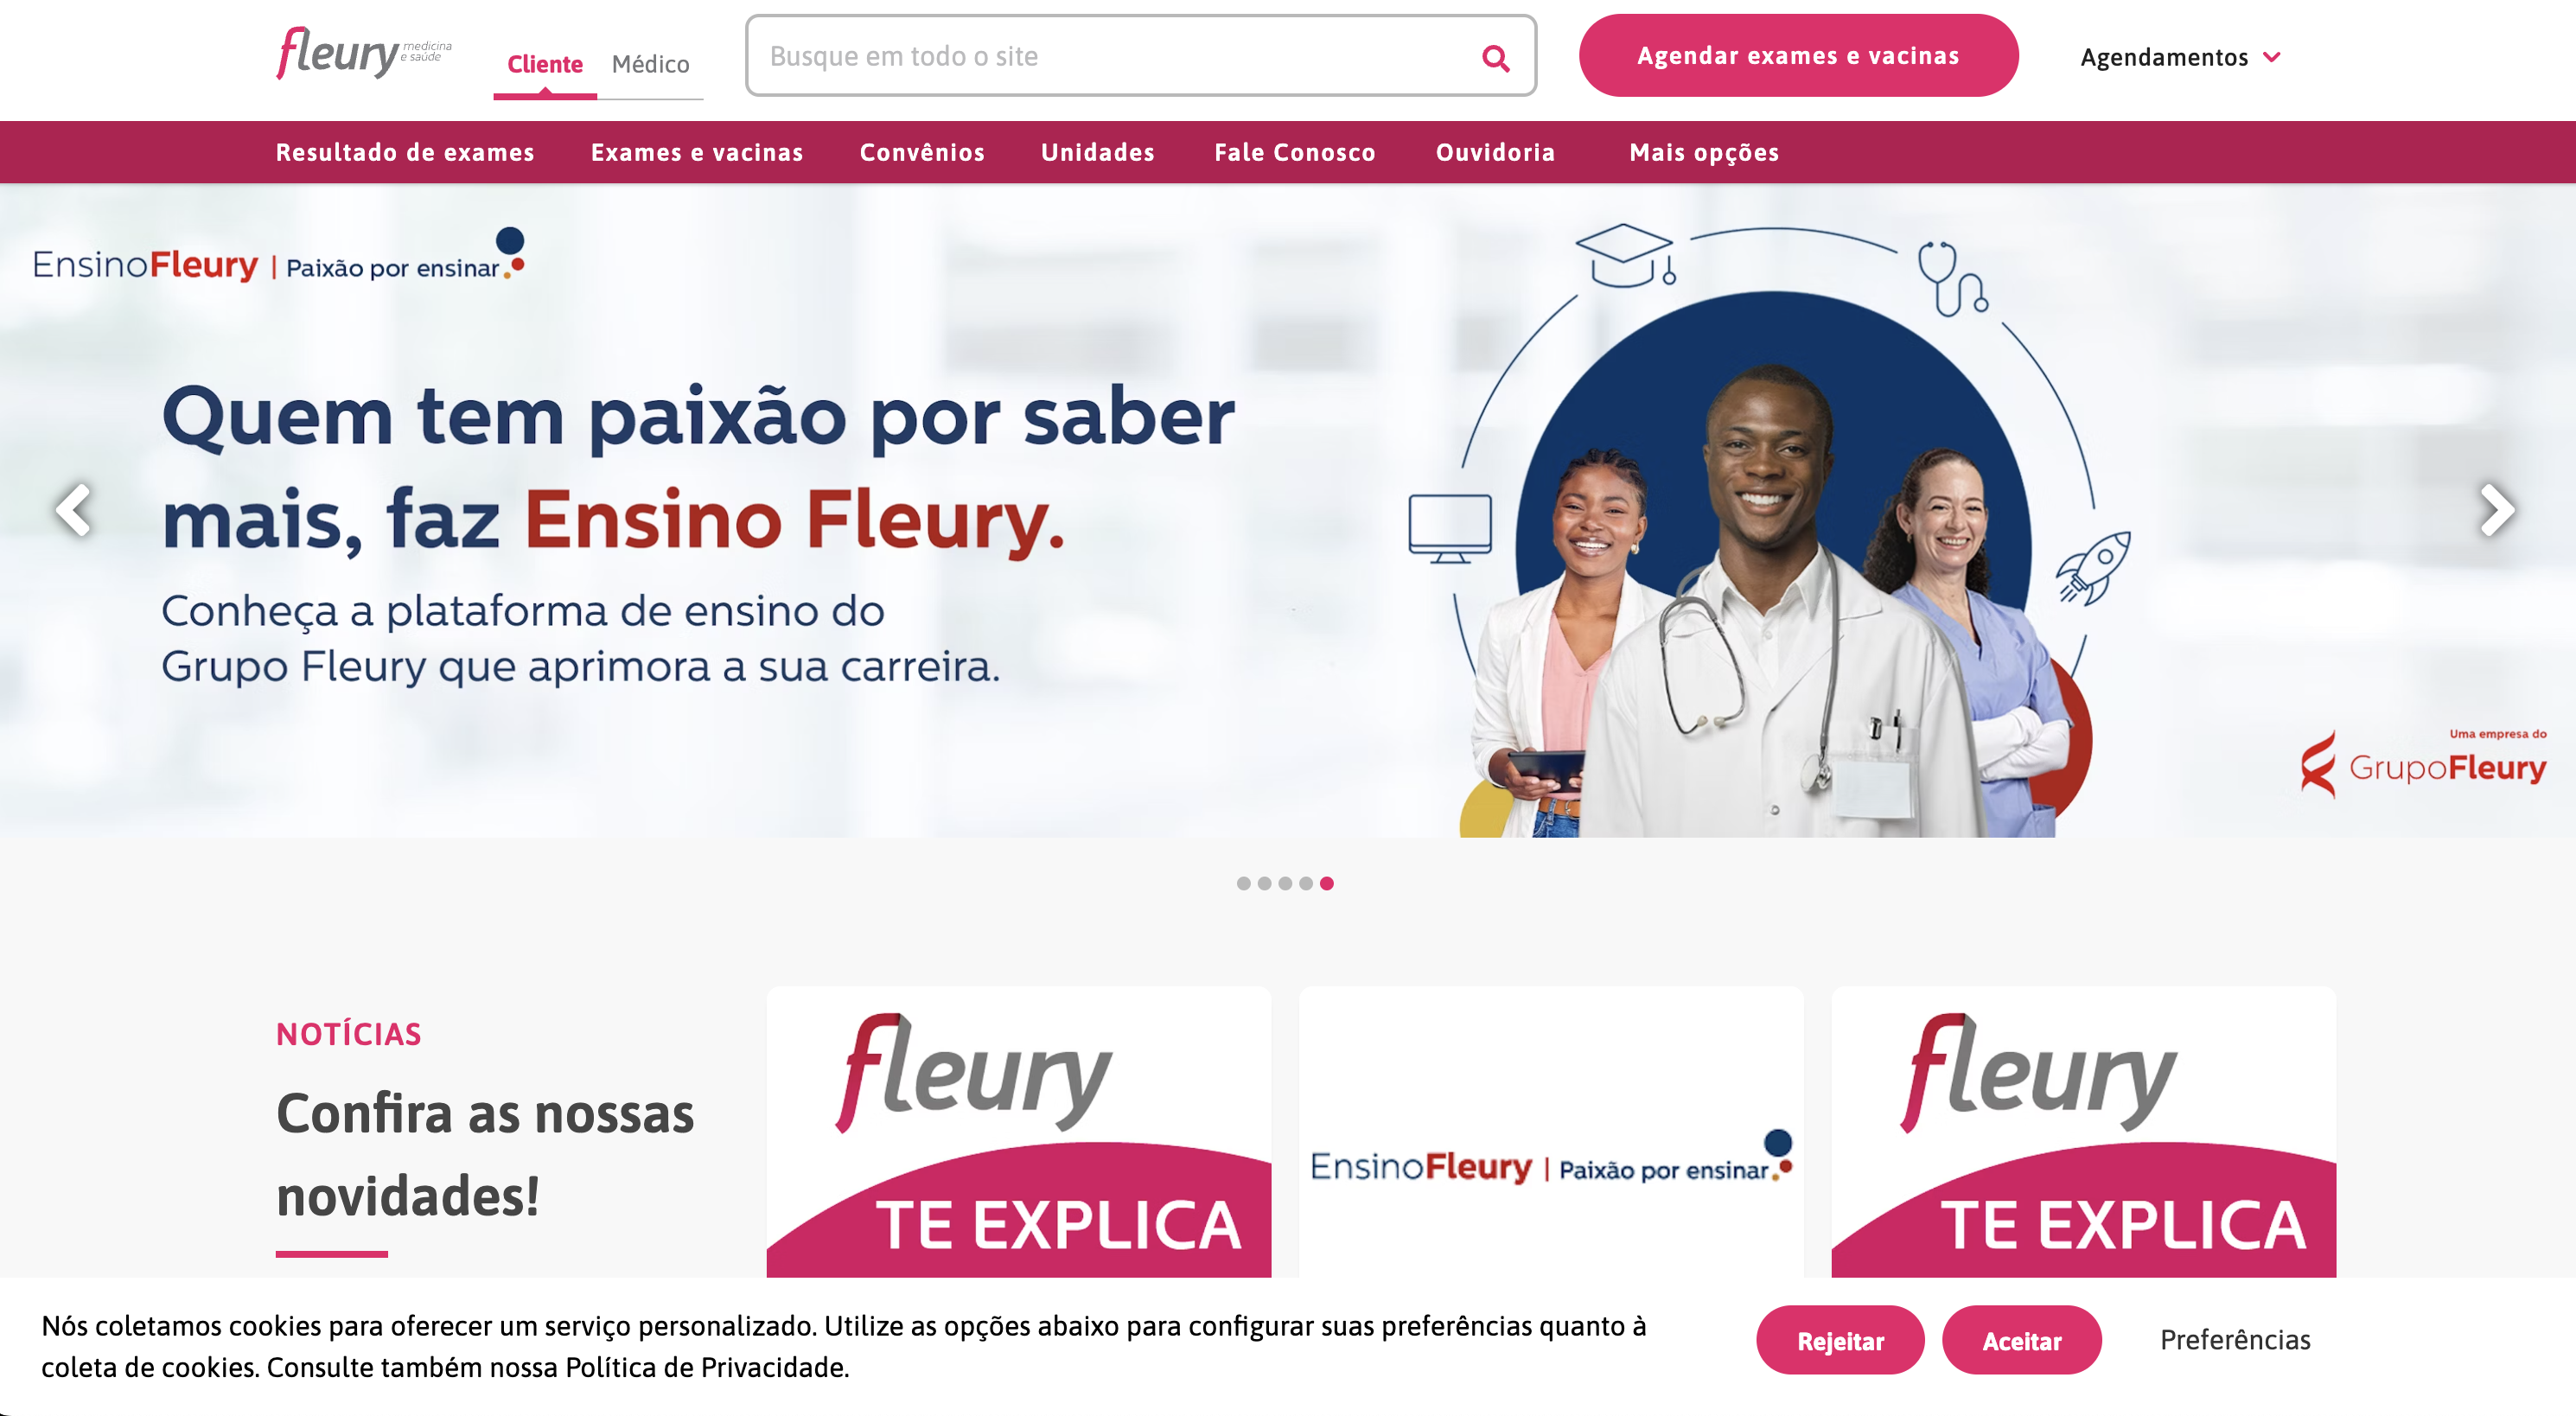 fleury medicina e saúde
Cliente
Médico
Busque em todo o site
Agendar exames e vacinas
Agendamentos
Resultado de exames
Exames e vacinas
Convênios
Unidades
Fale Conosco
Ouvidoria
Mais opções
EnsinoFleury | Paixão por ensinar
Quem tem paixão por saber
mais, faz Ensino Fleury.
Conheça a plataforma de ensino do
Grupo Fleury que aprimora a sua carreira.
Uma empresa do
GrupoFleury
NOTÍCIAS
Confira as nossas
novidades!
fleury
TE EXPLICA
EnsinoFleury | Paixão por ensinar
fleury
TE EXPLICA
Nós coletamos cookies para oferecer um serviço personalizado. Utilize as opções abaixo para configurar suas preferências quanto à
coleta de cookies. Consulte também nossa Política de Privacidade.
Rejeitar
Aceitar
Preferências